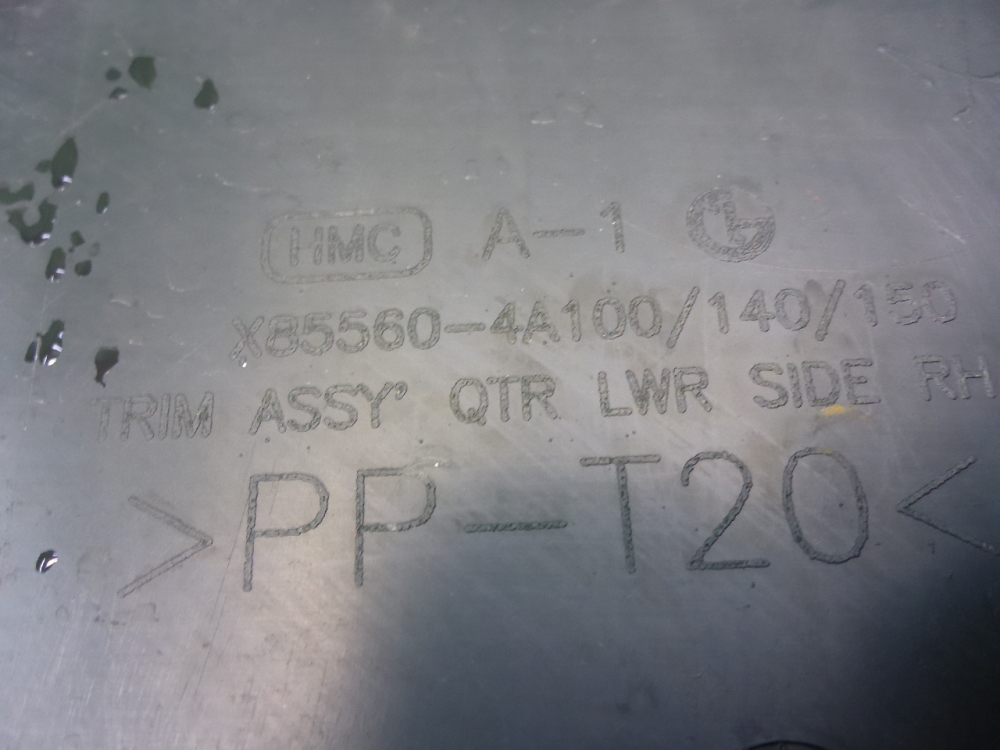 HMC A-1
X85560-4A100/140/150
TRIM ASSY' QTR LWR SIDE RH
>PP-T20<